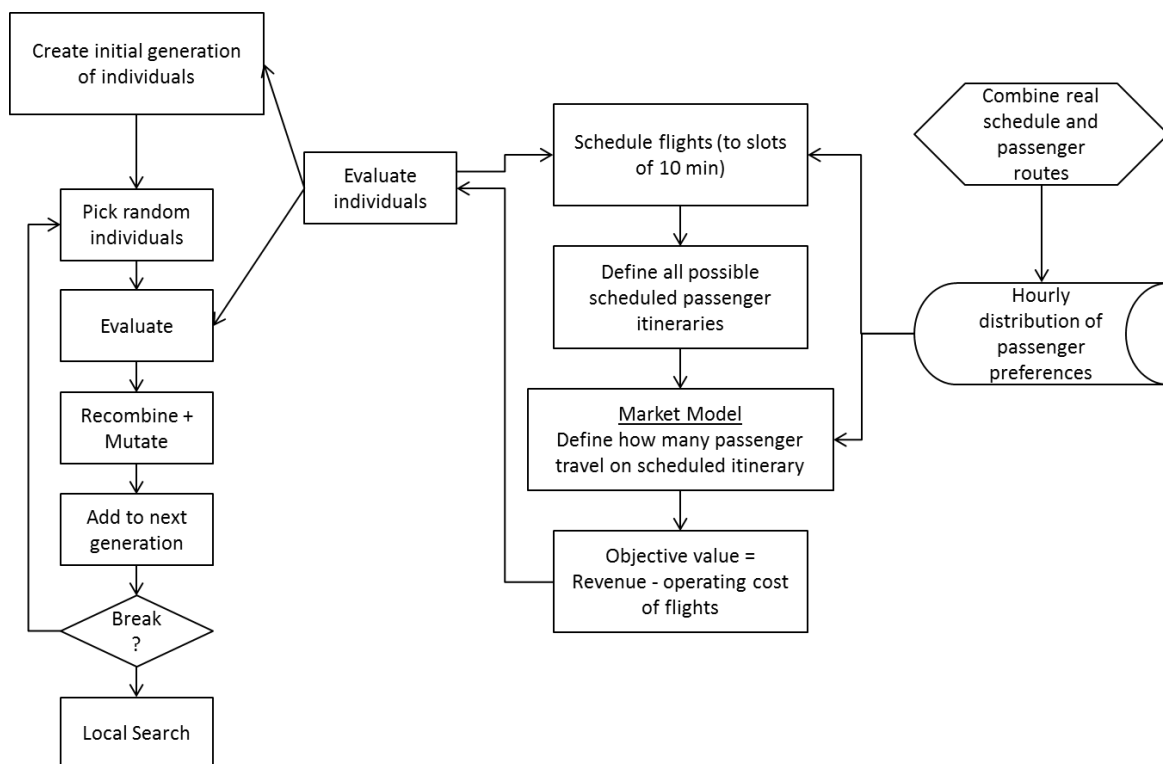 Create initial generation
of individuals
Pick random
individuals
Evaluate
Recombine +
Mutate
Add to next
generation
Break
?
Local Search
Evaluate
individuals
Schedule flights (to slots
of 10 min)
Define all possible
scheduled passenger
itineraries
Market Model
Define how many passenger
travel on scheduled itinerary
Objective value =
Revenue - operating cost
of flights
Combine real
schedule and
passenger
routes
Hourly
distribution of
passenger
preferences